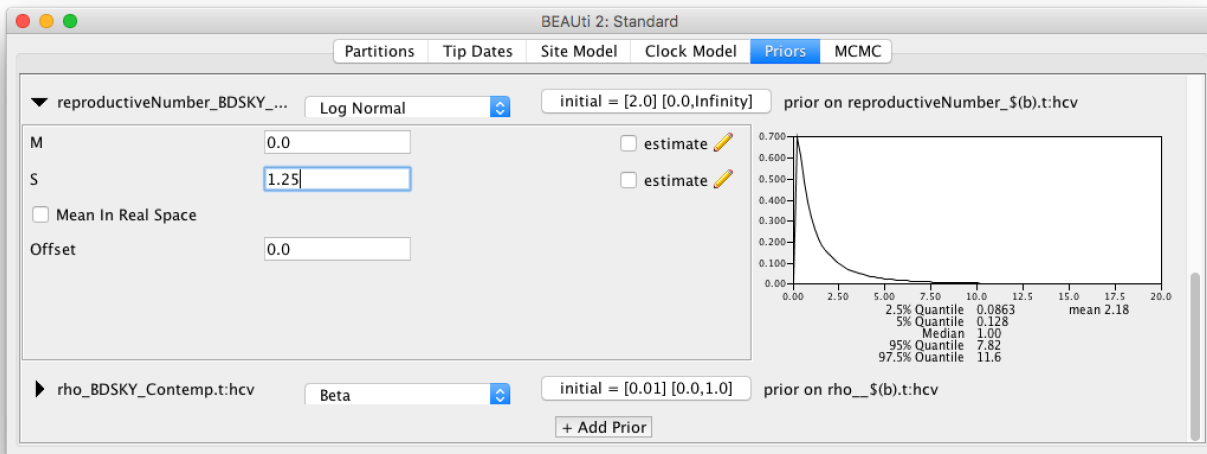 BEAUti 2: Standard
Partitions Tip Dates Site Model Clock Model Priors MCMC
reproductiveNumber_BDSKY_... Log Normal initial = [2.0] [0.0,Infinity] prior on reproductiveNumber_$(b).t:hcv
M 0.0 estimate
S 1.25 estimate
Mean In Real Space
Offset 0.0
0.700
0.600
0.500
0.400
0.300
0.200
0.100
0.00
0.00 2.50 5.00 7.50 10.0 12.5 15.0 17.5 20.0
2.5% Quantile 0.0863 mean 2.18
5% Quantile 0.128
Median 1.00
95% Quantile 7.82
97.5% Quantile 11.6
rho_BDSKY_Contemp.t:hcv Beta initial = [0.01] [0.0,1.0] prior on rho__$(b).t:hcv
+ Add Prior